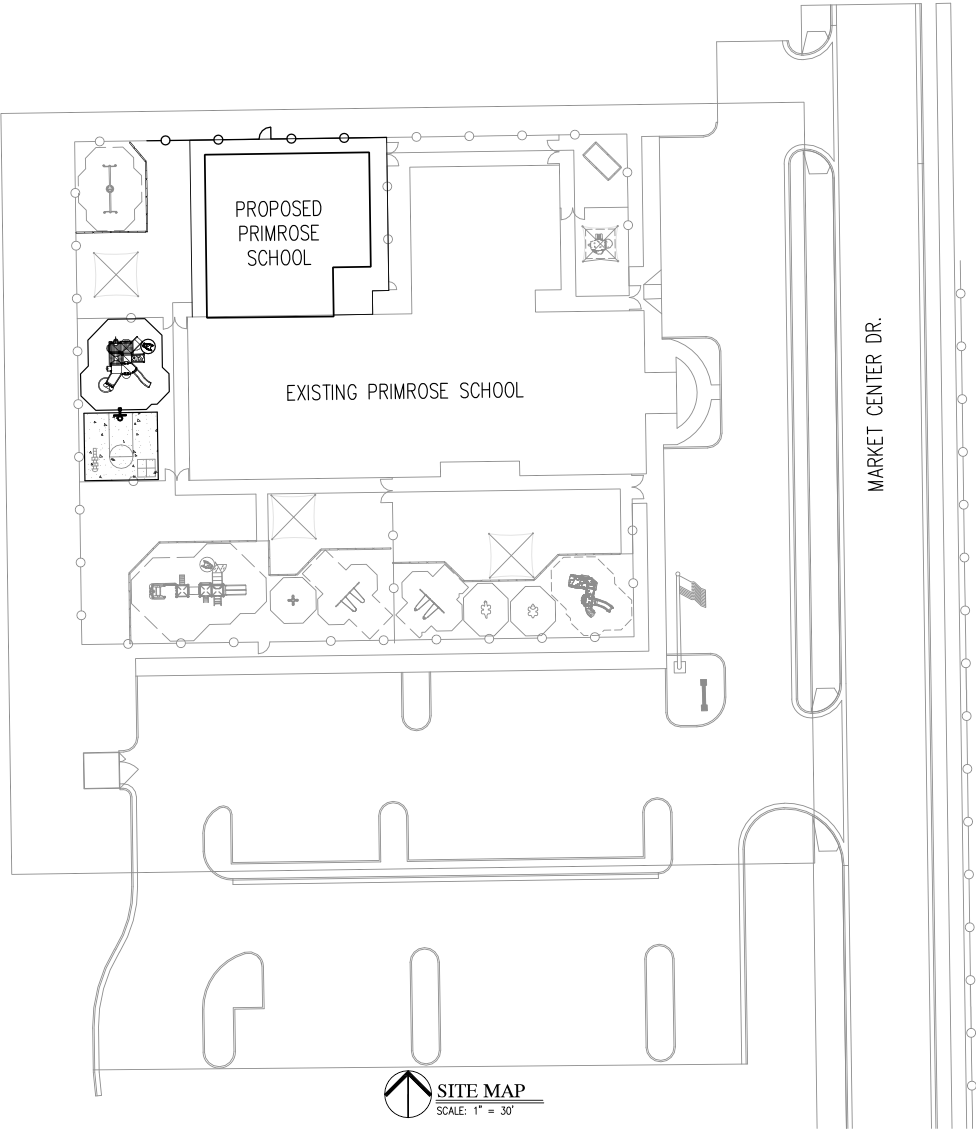 PROPOSED
PRIMROSE
SCHOOL
EXISTING PRIMROSE SCHOOL
MARKET CENTER DR.
SITE MAP
SCALE: 1" = 30'